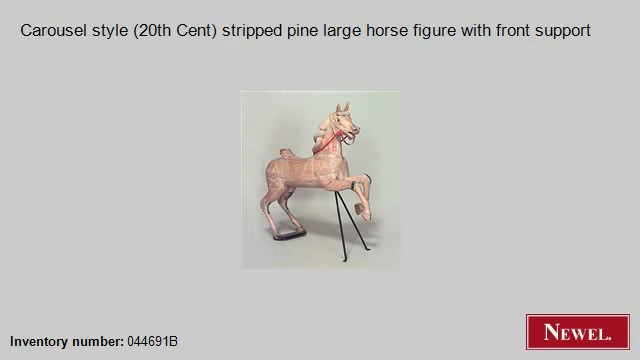 Carousel style (20th Cent) stripped pine large horse figure with front support
Inventory number: 044691B
NEWEL.